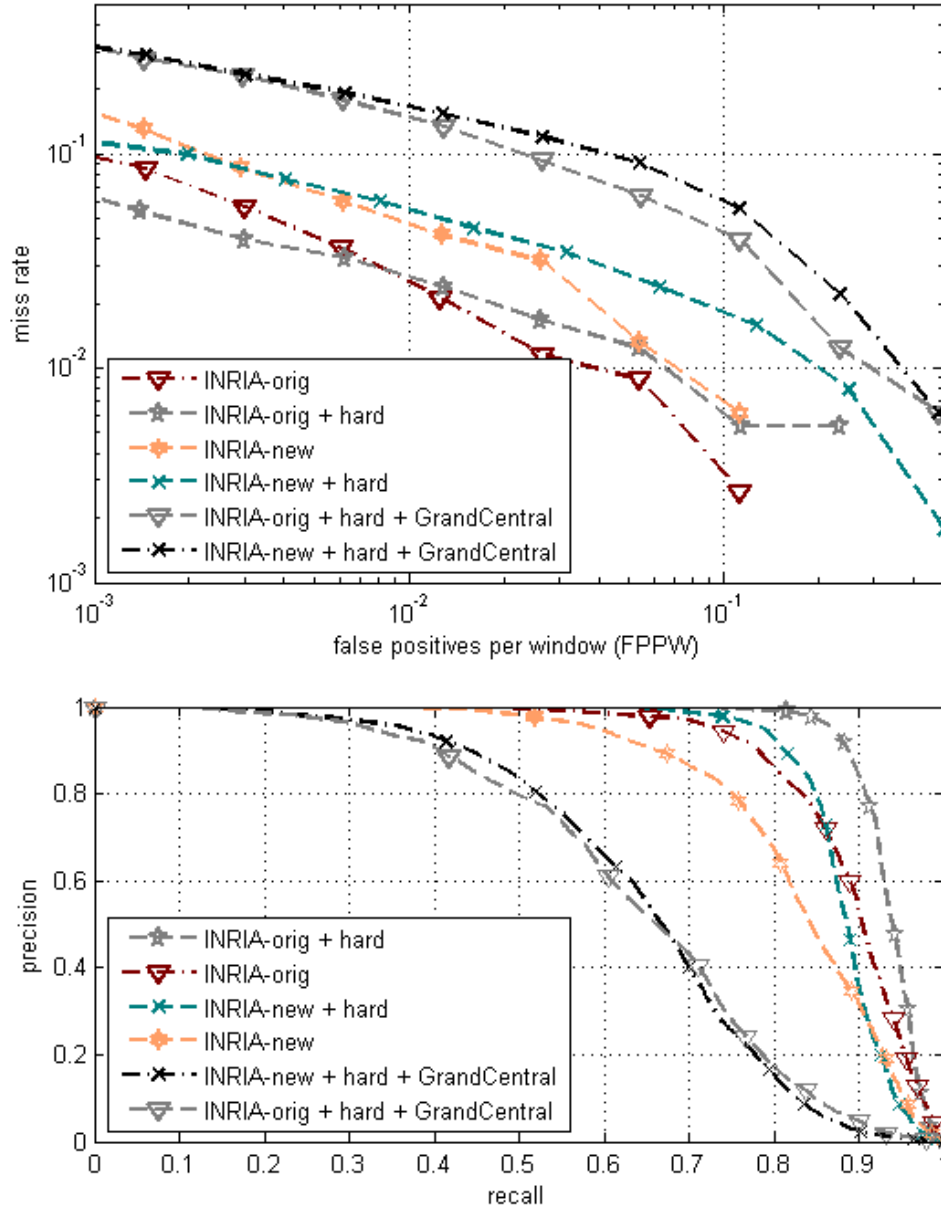 10^-1
10^-2
10^-3
miss rate
INRIA-orig
INRIA-orig + hard
INRIA-new
INRIA-new + hard
INRIA-orig + hard + GrandCentral
INRIA-new + hard + GrandCentral
10^-3 10^-2 10^-1
false positives per window (FPPW)
1
0.8
0.6
0.4
0.2
0
precision
INRIA-orig + hard
INRIA-orig
INRIA-new + hard
INRIA-new
INRIA-new + hard + GrandCentral
INRIA-orig + hard + GrandCentral
0 0.1 0.2 0.3 0.4 0.5 0.6 0.7 0.8 0.9
recall